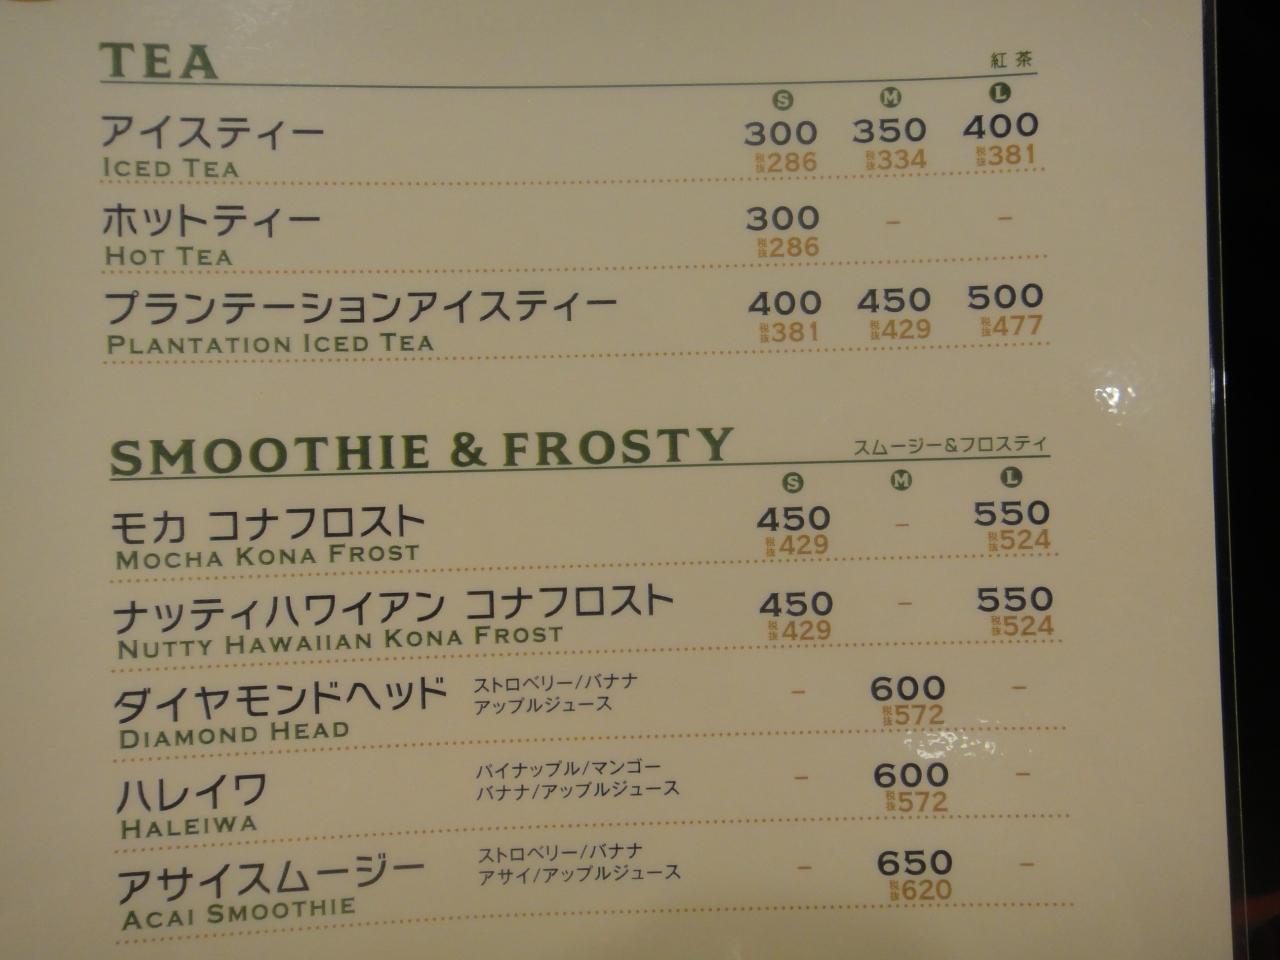 TEA 紅茶
S M L
アイスティー 300 350 400
ICED TEA 税抜286 税抜334 税抜381
ホットティー 300 – –
HOT TEA 税抜286
プランテーションアイスティー 400 450 500
PLANTATION ICED TEA 税抜381 税抜429 税抜477
SMOOTHIE & FROSTY スムージー&フロスティ
S M L
モカ コナフロスト 450 – 550
MOCHA KONA FROST 税抜429 税抜524
ナッティハワイアン コナフロスト 450 – 550
NUTTY HAWAIIAN KONA FROST 税抜429 税抜524
ダイヤモンドヘッド ストロベリー/バナナ – 600 –
アップルジュース
DIAMOND HEAD 税抜572
ハレイワ パイナップル/マンゴー – 600 –
バナナ/アップルジュース
HALEIWA 税抜572
アサイスムージー ストロベリー/バナナ – 650 –
アサイ/アップルジュース
ACAI SMOOTHIE 税抜620